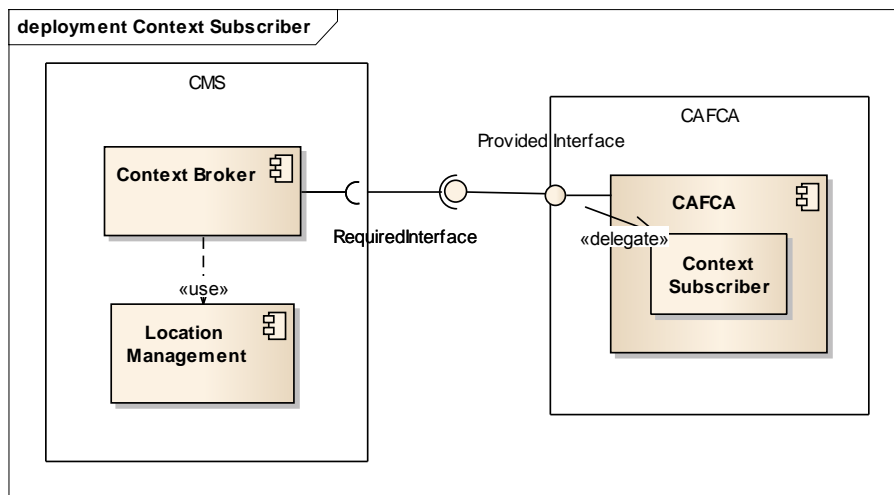 deployment Context Subscriber
CMS
CAFCA
Provided Interface
Context Broker
CAFCA
RequiredInterface
«delegate»
Context
Subscriber
«use»
Location
Management